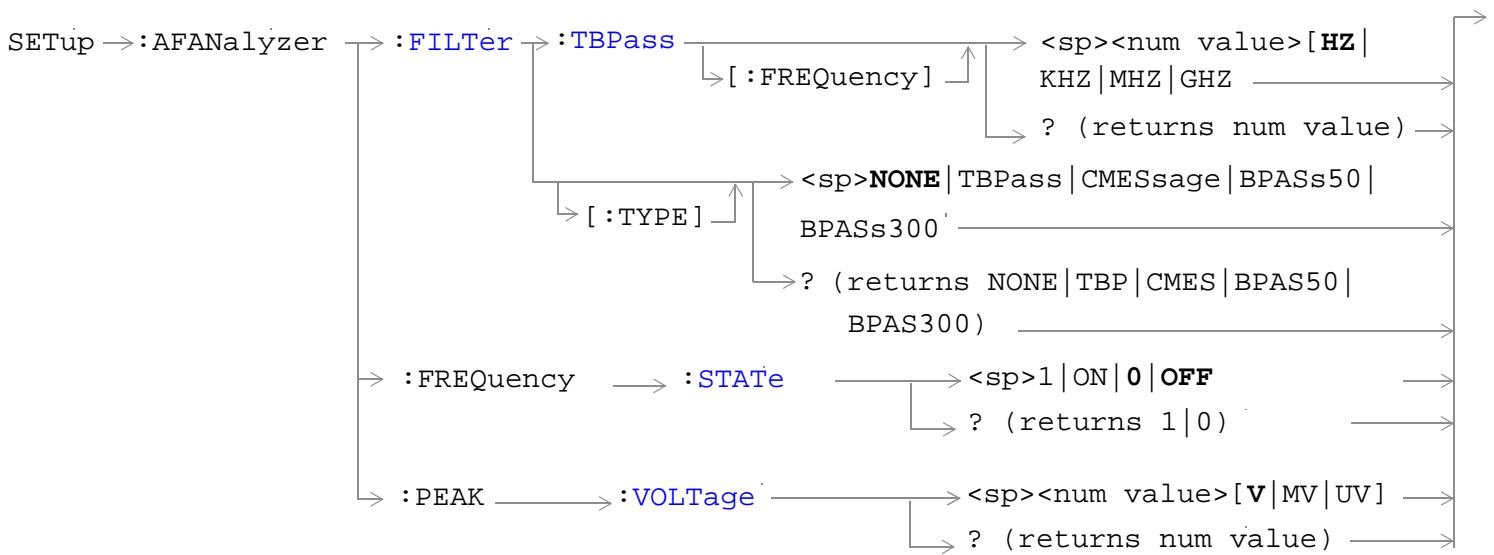 SETup :AFANalyzer :FILTer :TBPass <sp><num value>[HZ|
[:FREQuency] KHZ|MHZ|GHZ
? (returns num value)
<sp>NONE|TBPass|CMESsage|BPASs50|
[:TYPE] BPASs300
? (returns NONE|TBP|CMES|BPAS50|
BPAS300)
:FREQuency :STATe <sp>1|ON|0|OFF
? (returns 1|0)
:PEAK :VOLTage <sp><num value>[V|MV|UV]
? (returns num value)